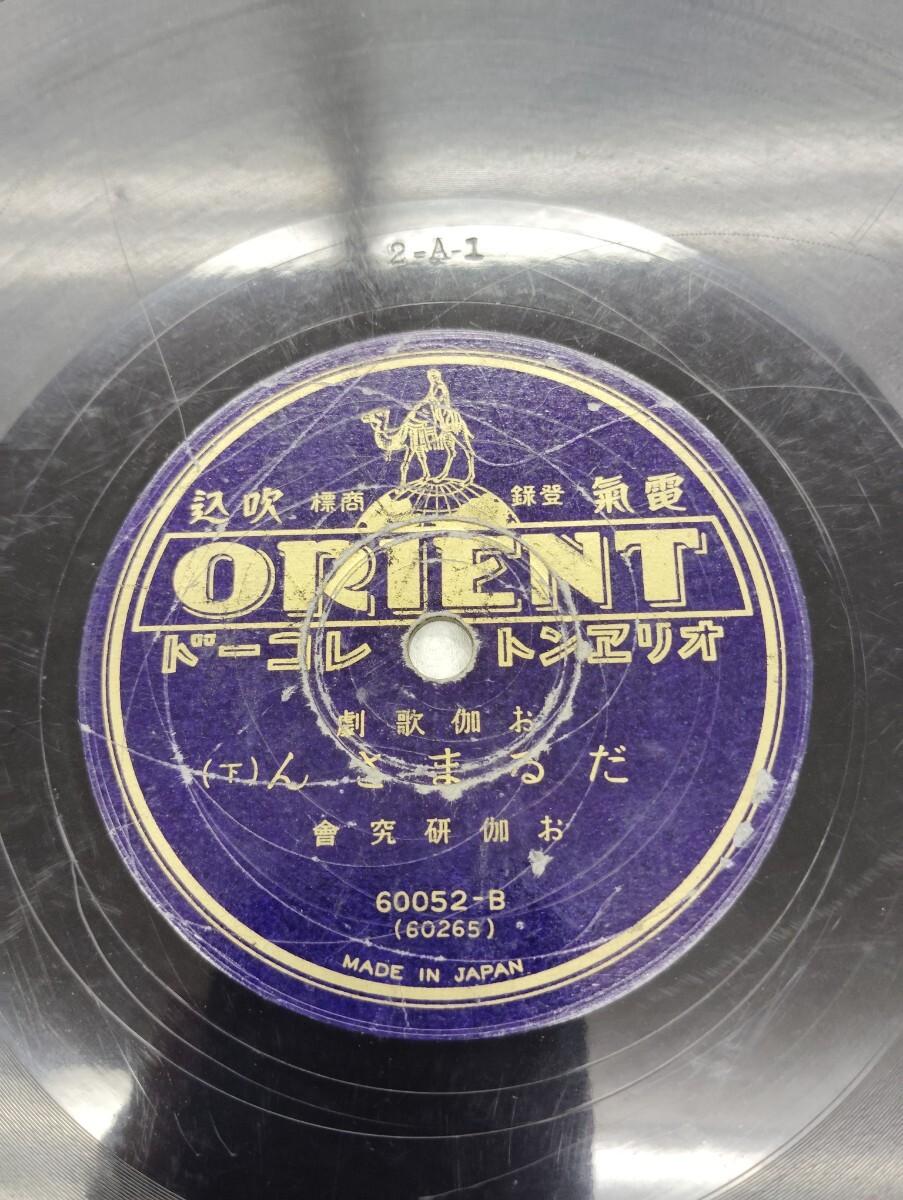 2=A-1
電氣 登錄 商標 吹込
ORIENT
オリヱント レコード
お伽歌劇
だるまさん(下)
お伽研究會
60052-B
(60265)
MADE IN JAPAN